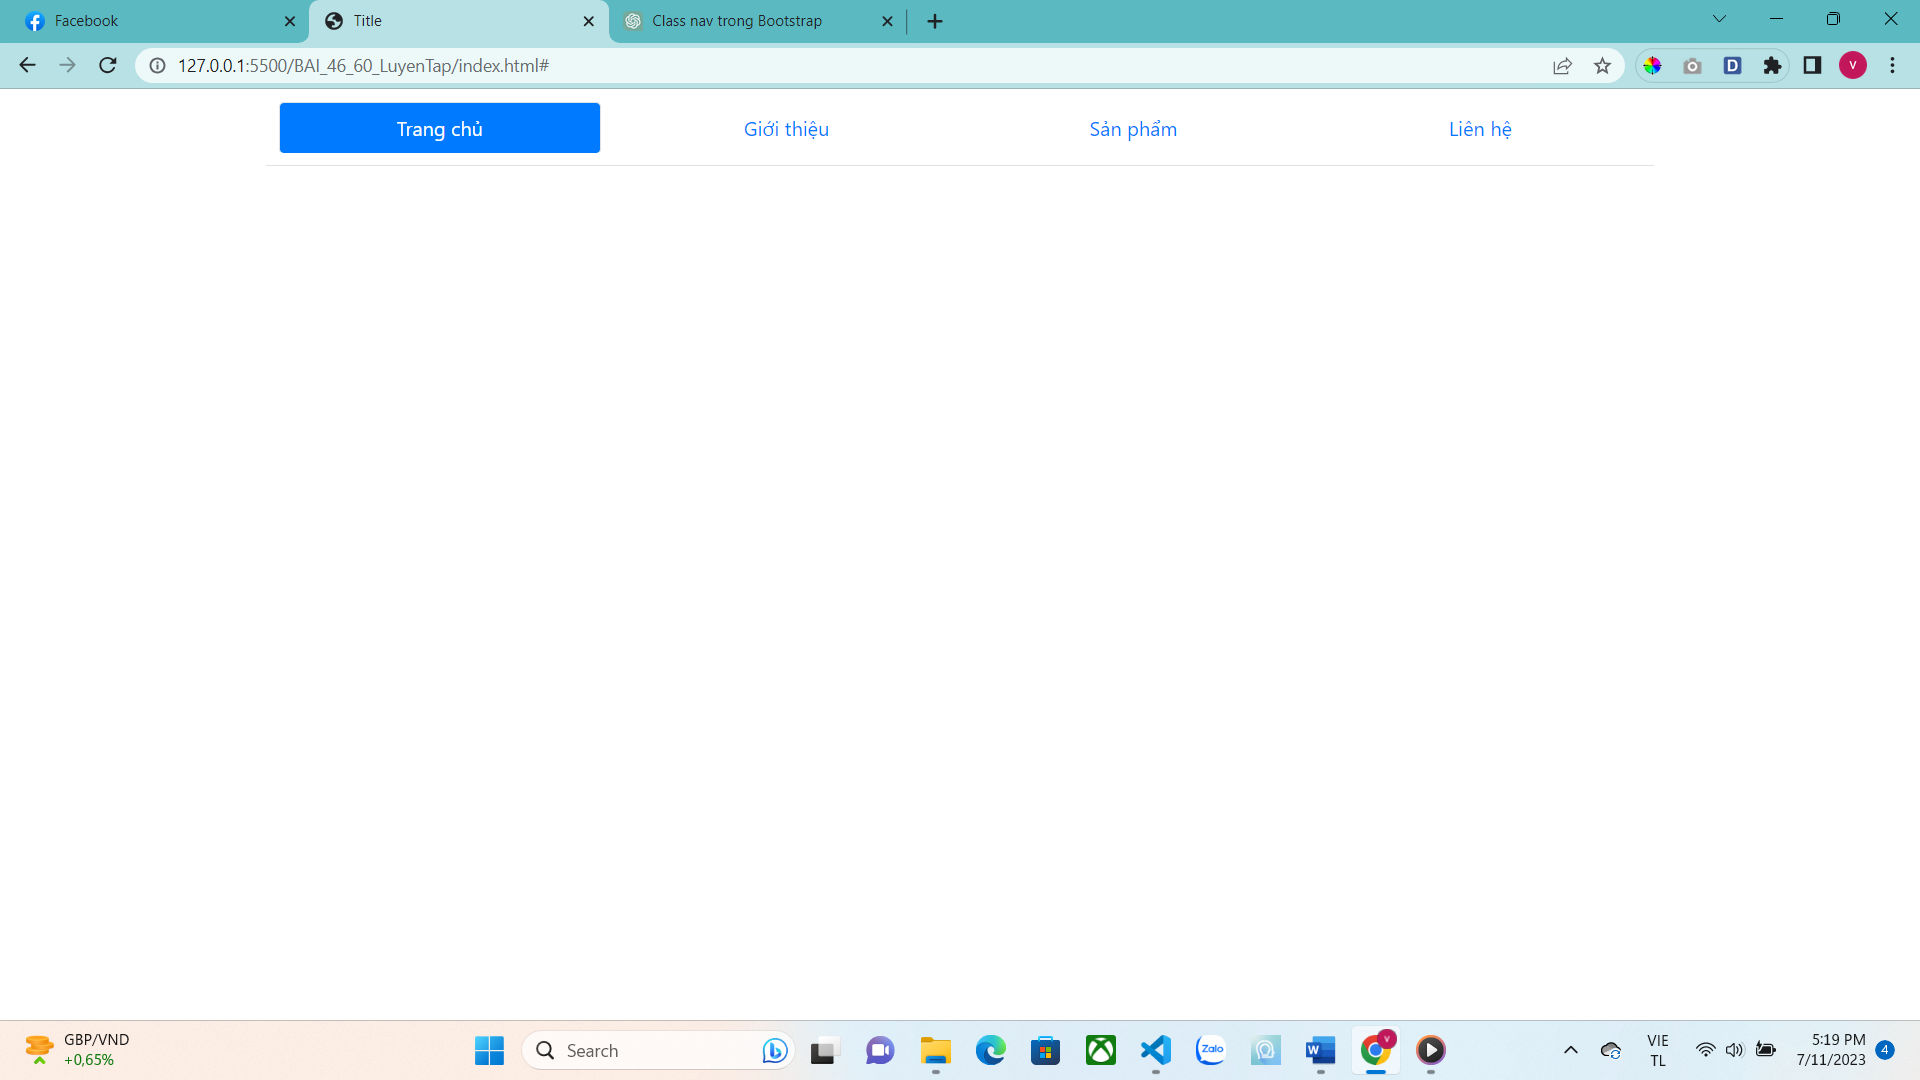 Facebook
Title
Class nav trong Bootstrap
127.0.0.1:5500/BAI_46_60_LuyenTap/index.html#
D
V
Trang chủ
Giới thiệu
Sản phẩm
Liên hệ
GBP/VND
+0,65%
Search
Zalo
W
V
VIE
TL
5:19 PM
7/11/2023
4